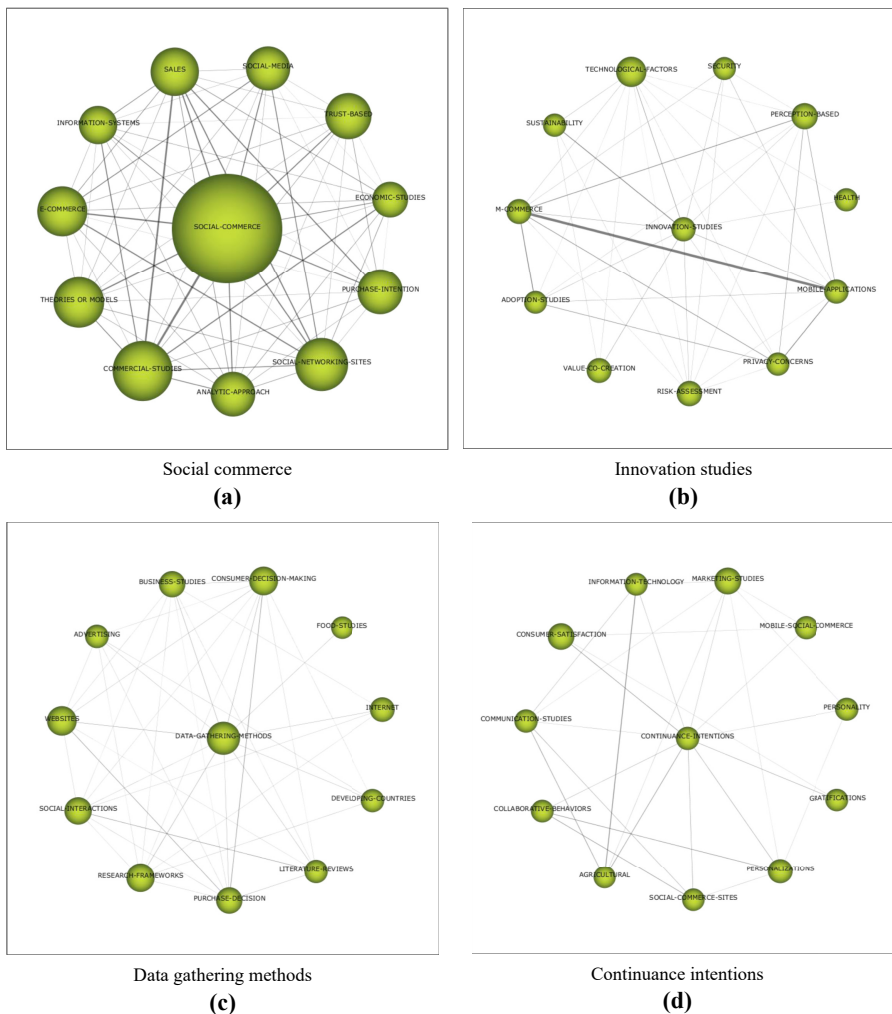 SALES
SOCIAL-MEDIA
TRUST-BASED
INFORMATION-SYSTEMS
ECONOMIC-STUDIES
E-COMMERCE
SOCIAL-COMMERCE
PURCHASE-INTENTION
THEORIES OR MODELS
SOCIAL-NETWORKING-SITES
COMMERCIAL-STUDIES
ANALYTIC-APPROACH
Social commerce
(a)
SECURITY
TECHNOLOGICAL-FACTORS
PERCEPTION-BASED
SUSTAINABILITY
HEALTH
M-COMMERCE
INNOVATION-STUDIES
MOBILE-APPLICATIONS
ADOPTION-STUDIES
PRIVACY-CONCERNS
VALUE-CO-CREATION
RISK-ASSESSMENT
Innovation studies
(b)
BUSINESS-STUDIES
CONSUMER-DECISION-MAKING
FOOD-STUDIES
ADVERTISING
INTERNET
WEBSITES
DATA-GATHERING-METHODS
DEVELOPING-COUNTRIES
SOCIAL-INTERACTIONS
LITERATURE-REVIEWS
RESEARCH-FRAMEWORKS
PURCHASE-DECISION
Data gathering methods
(c)
INFORMATION-TECHNOLOGY
MARKETING-STUDIES
MOBILE-SOCIAL-COMMERCE
CONSUMER-SATISFACTION
PERSONALITY
COMMUNICATION-STUDIES
CONTINUANCE-INTENTIONS
GIATIFICATIONS
COLLABORATIVE-BEHAVIORS
PERSONALIZATIONS
AGRICULTURAL
SOCIAL-COMMERCE-SITES
Continuance intentions
(d)